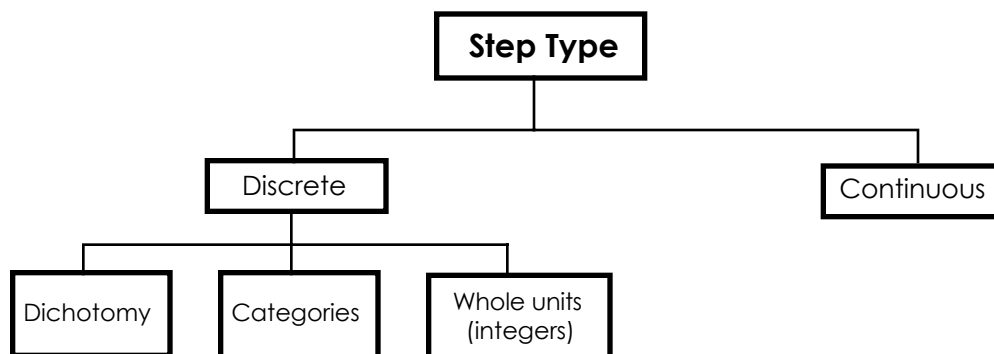 Step Type
Discrete
Continuous
Dichotomy
Categories
Whole units
(integers)